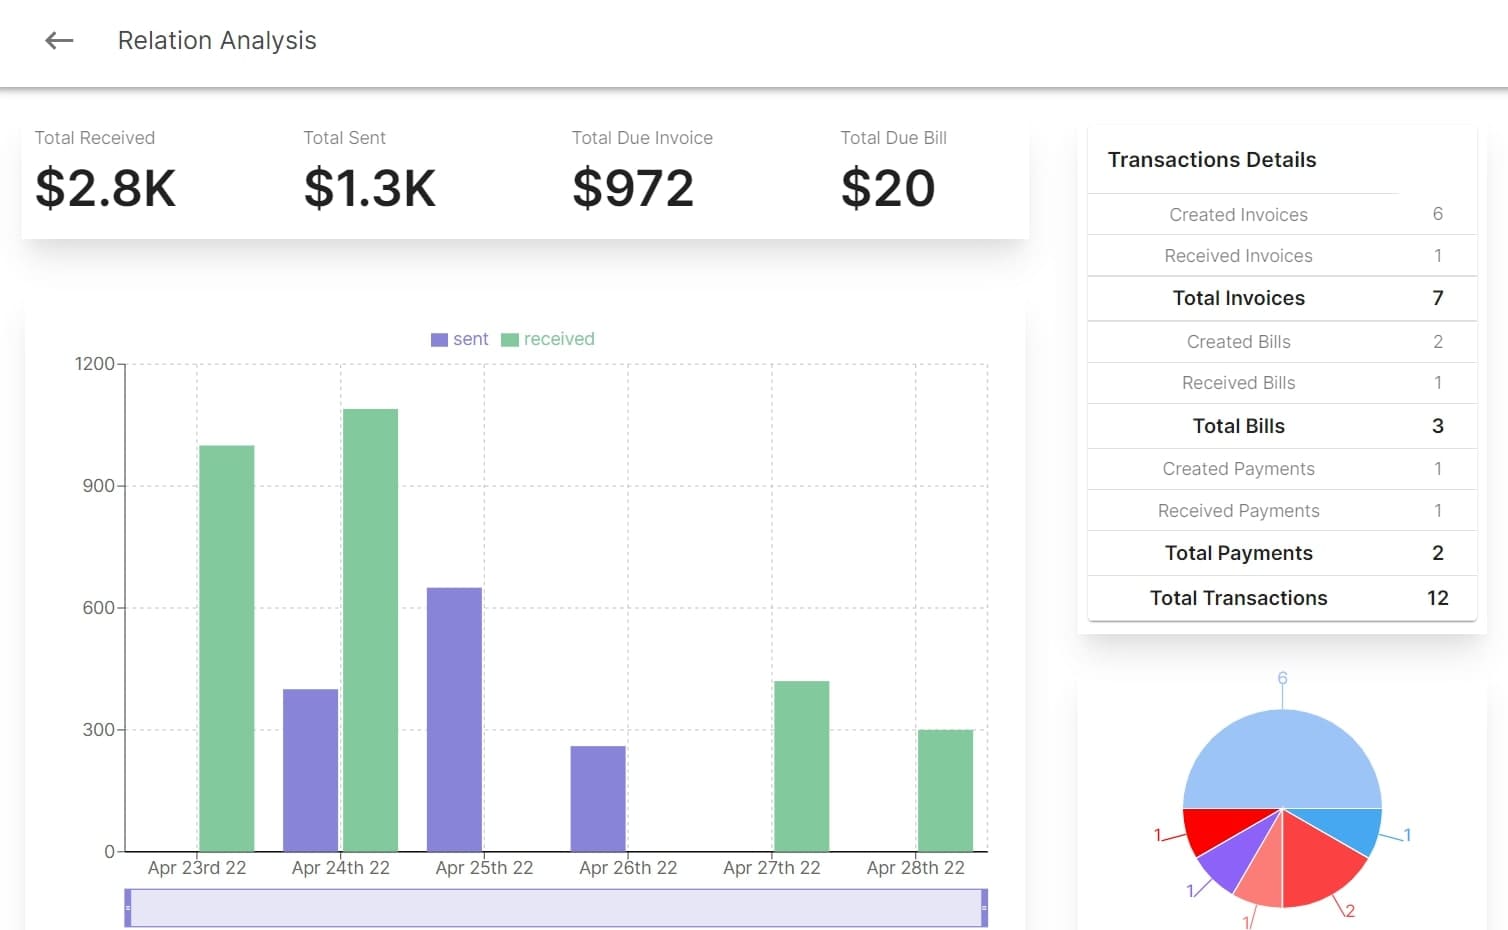 Relation Analysis
Total Received
$2.8K
Total Sent
$1.3K
Total Due Invoice
$972
Total Due Bill
$20
sent received
1200
900
600
300
0
Apr 23rd 22 Apr 24th 22 Apr 25th 22 Apr 26th 22 Apr 27th 22 Apr 28th 22
Transactions Details
Created Invoices 6
Received Invoices 1
Total Invoices 7
Created Bills 2
Received Bills 1
Total Bills 3
Created Payments 1
Received Payments 1
Total Payments 2
Total Transactions 12
6
1 1
1
2
1